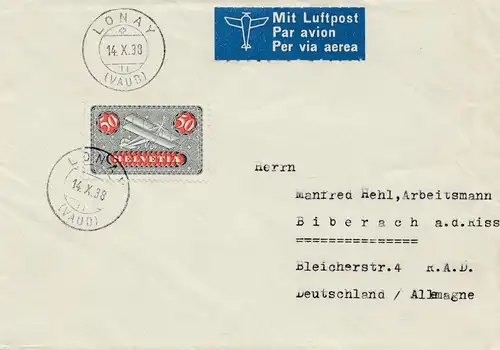 LONAY
14.X.38
(VAUD)
Mit Luftpost
Par avion
Per via aerea
50 50
HELVETIA
LONAY
14.X.38
(VAUD)
Herrn
Manfred Hehl,Arbeitsmann
Biberach a.d.Riss
===============
Bleicherstr.4 R.A.D.
Deutschland / Allemagne